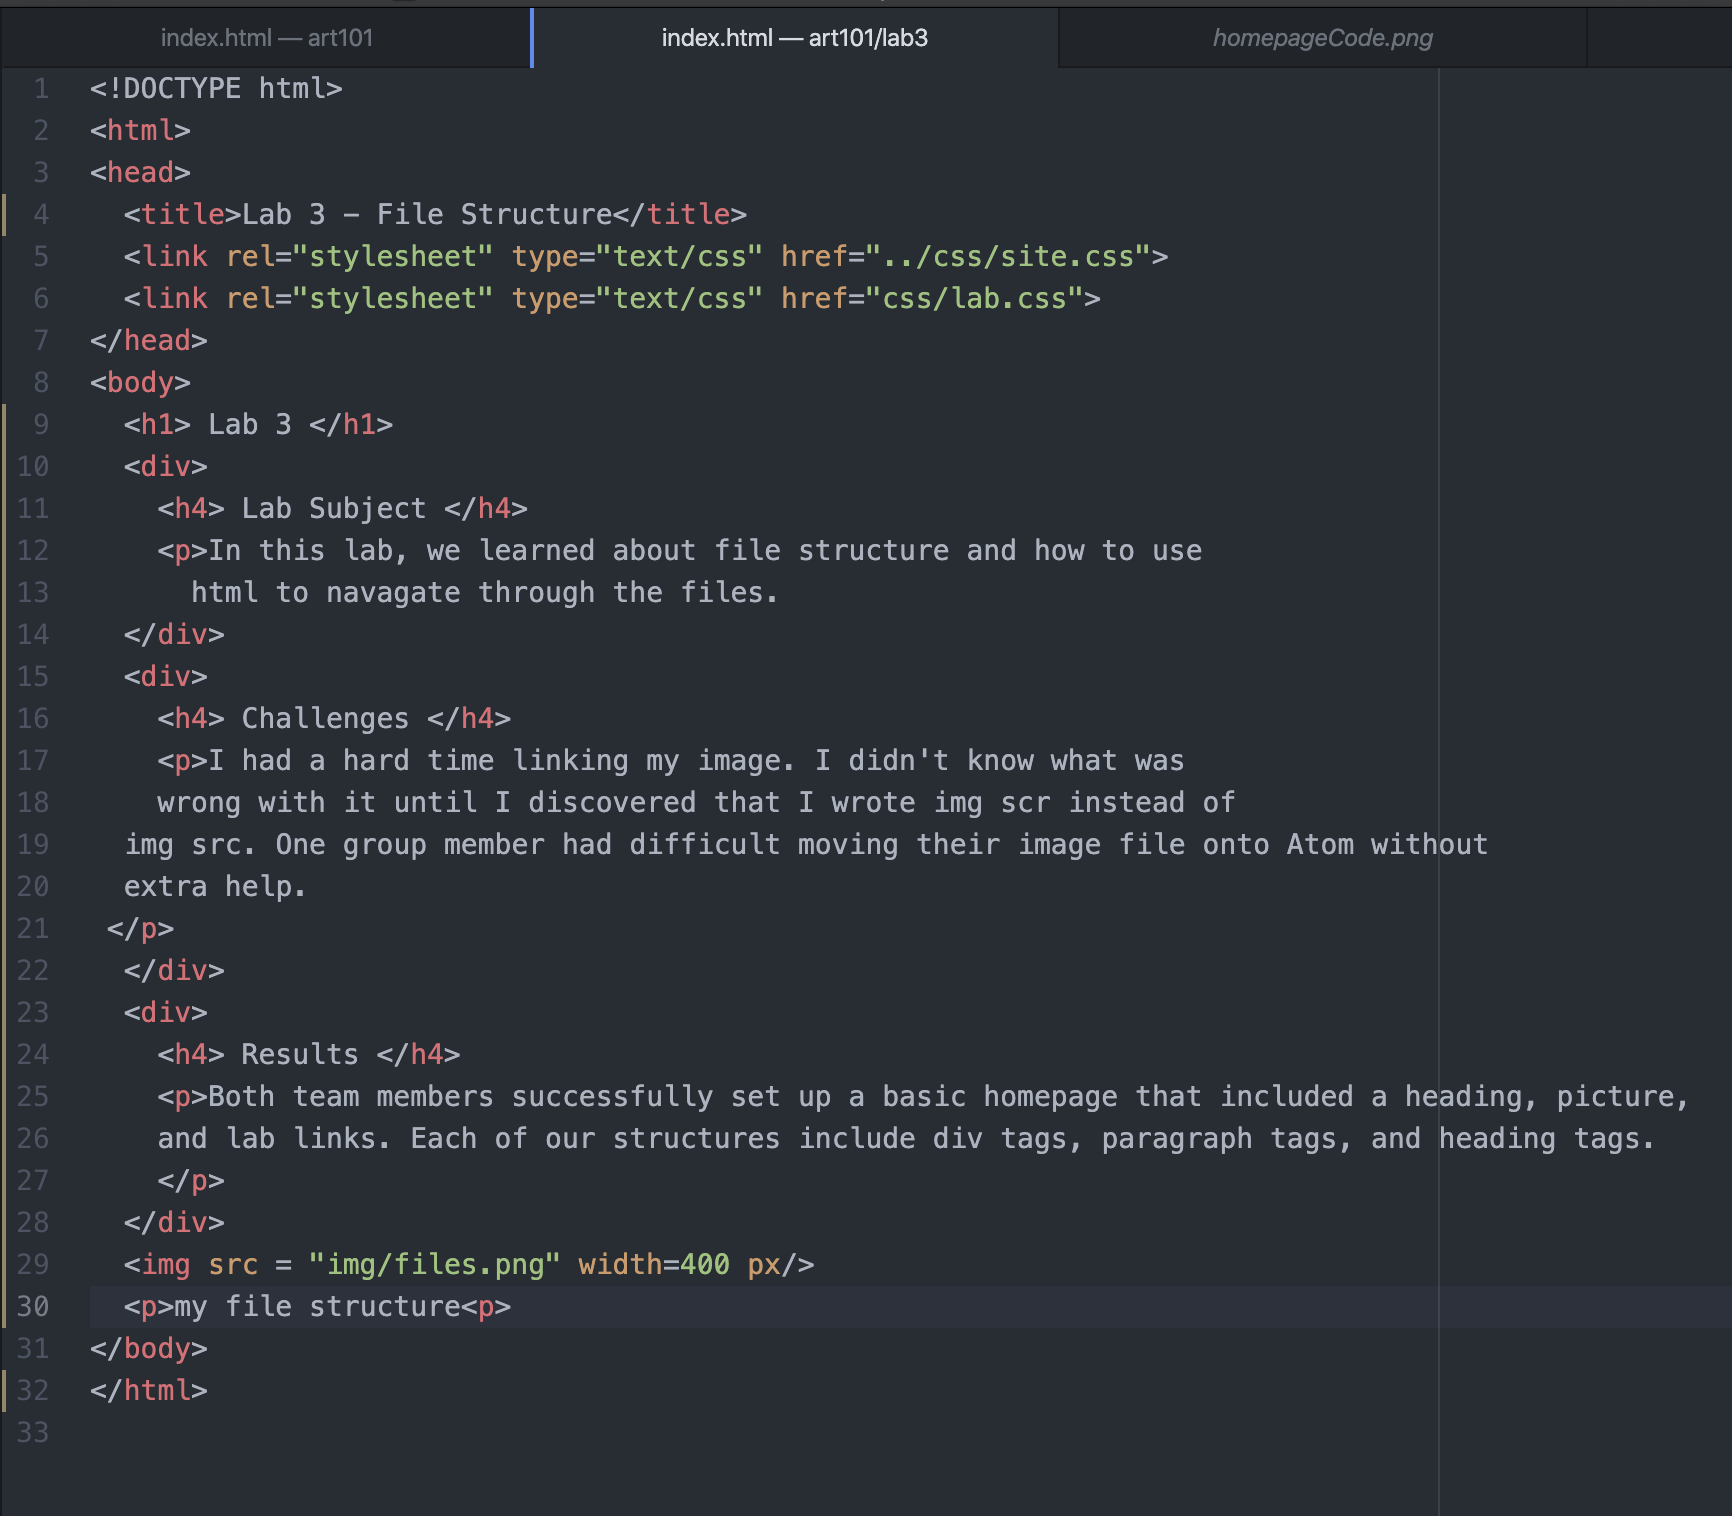 index.html — art101
index.html — art101/lab3
homepageCode.png
1 <!DOCTYPE html>
2 <html>
3 <head>
4 <title>Lab 3 - File Structure</title>
5 <link rel="stylesheet" type="text/css" href="../css/site.css">
6 <link rel="stylesheet" type="text/css" href="css/lab.css">
7 </head>
8 <body>
9 <h1> Lab 3 </h1>
10 <div>
11 <h4> Lab Subject </h4>
12 <p>In this lab, we learned about file structure and how to use
13 html to navagate through the files.
14 </div>
15 <div>
16 <h4> Challenges </h4>
17 <p>I had a hard time linking my image. I didn't know what was
18 wrong with it until I discovered that I wrote img scr instead of
19 img src. One group member had difficult moving their image file onto Atom without
20 extra help.
21 </p>
22 </div>
23 <div>
24 <h4> Results </h4>
25 <p>Both team members successfully set up a basic homepage that included a heading, picture,
26 and lab links. Each of our structures include div tags, paragraph tags, and heading tags.
27 </p>
28 </div>
29 <img src = "img/files.png" width=400 px/>
30 <p>my file structure<p>
31 </body>
32 </html>
33